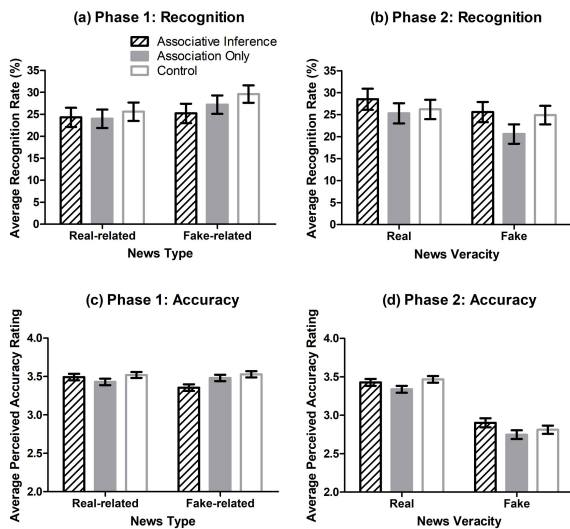 (a) Phase 1: Recognition
Associative Inference
Association Only
Control
Average Recognition Rate (%)
35
30
25
20
15
10
5
0
Real-related
Fake-related
News Type
(b) Phase 2: Recognition
Average Recognition Rate (%)
35
30
25
20
15
10
5
0
Real
Fake
News Veracity
(c) Phase 1: Accuracy
Average Perceived Accuracy Rating
4.0
3.5
3.0
2.5
2.0
Real-related
Fake-related
News Type
(d) Phase 2: Accuracy
Average Perceived Accuracy Rating
4.0
3.5
3.0
2.5
2.0
Real
Fake
News Veracity